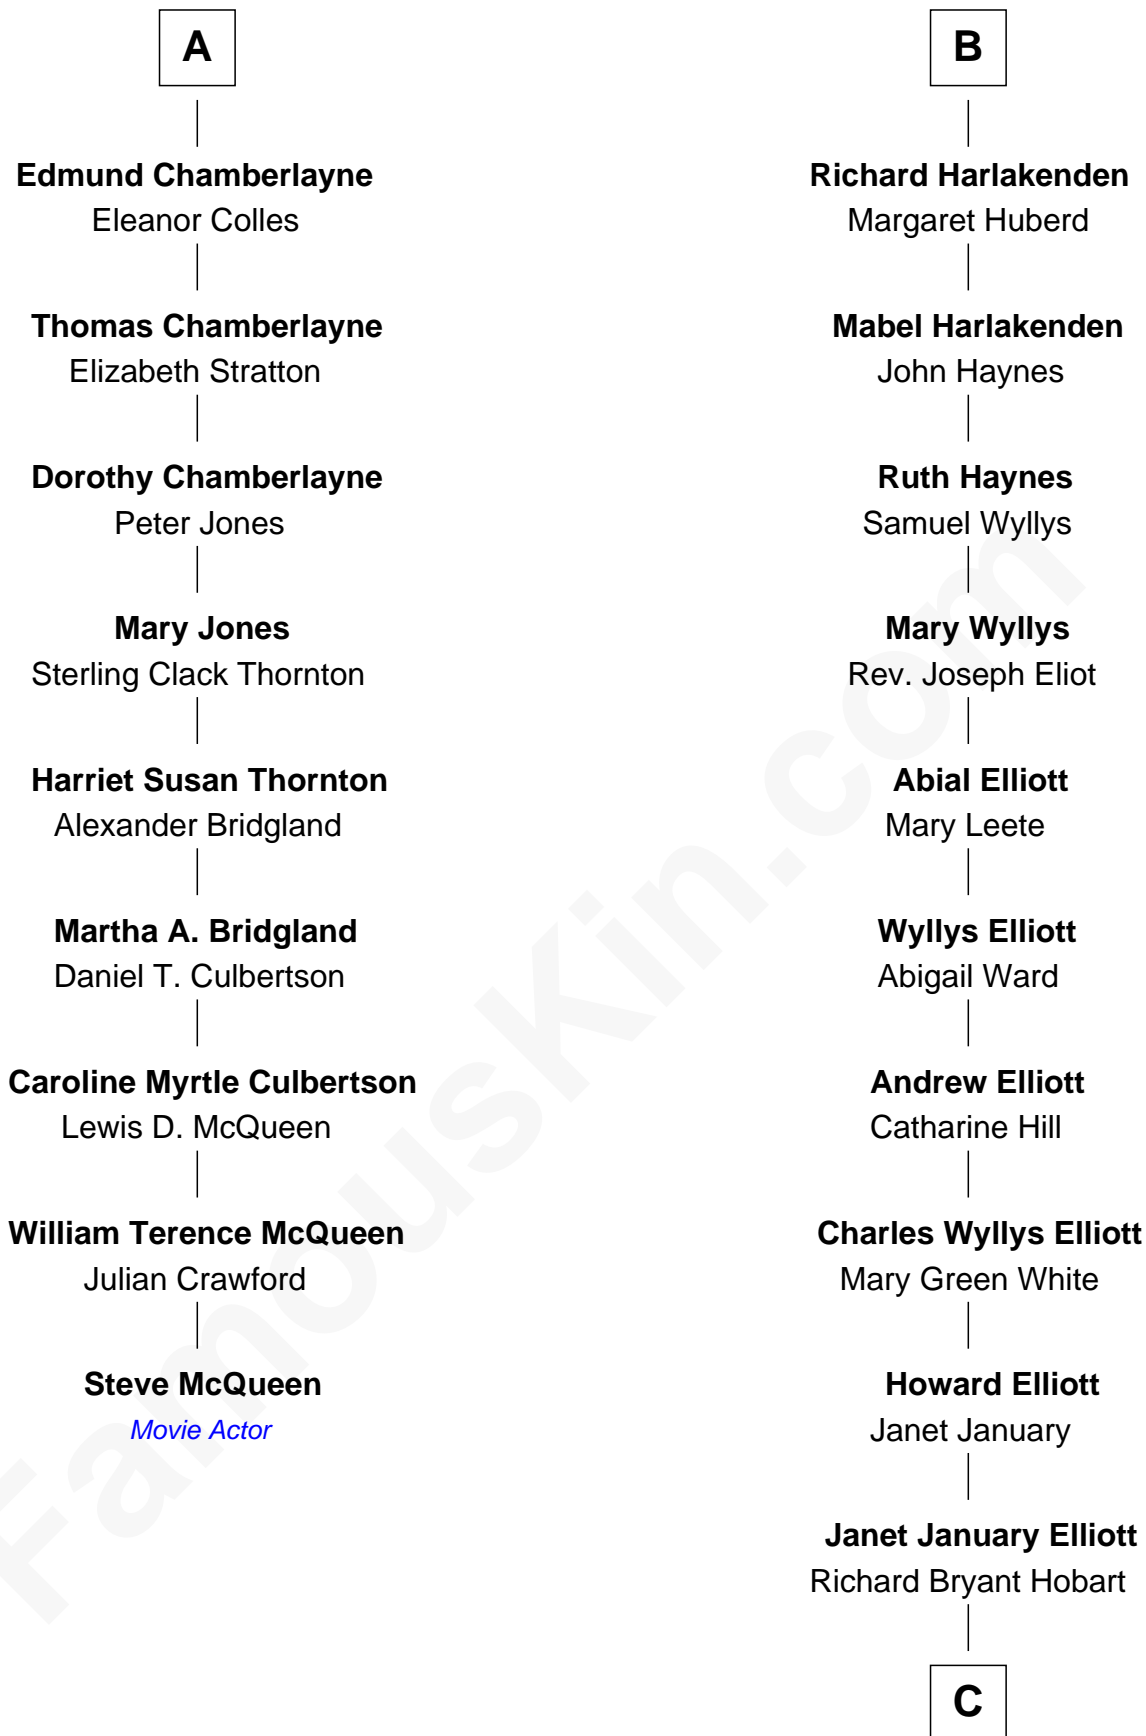 A
Edmund Chamberlayne
Eleanor Colles
Thomas Chamberlayne
Elizabeth Stratton
Dorothy Chamberlayne
Peter Jones
Mary Jones
Sterling Clack Thornton
Harriet Susan Thornton
Alexander Bridgland
Martha A. Bridgland
Daniel T. Culbertson
Caroline Myrtle Culbertson
Lewis D. McQueen
William Terence McQueen
Julian Crawford
Steve McQueen
Movie Actor
B
Richard Harlakenden
Margaret Huberd
Mabel Harlakenden
John Haynes
Ruth Haynes
Samuel Wyllys
Mary Wyllys
Rev. Joseph Eliot
Abial Elliott
Mary Leete
Wyllys Elliott
Abigail Ward
Andrew Elliott
Catharine Hill
Charles Wyllys Elliott
Mary Green White
Howard Elliott
Janet January
Janet January Elliott
Richard Bryant Hobart
C
FamousKin.com